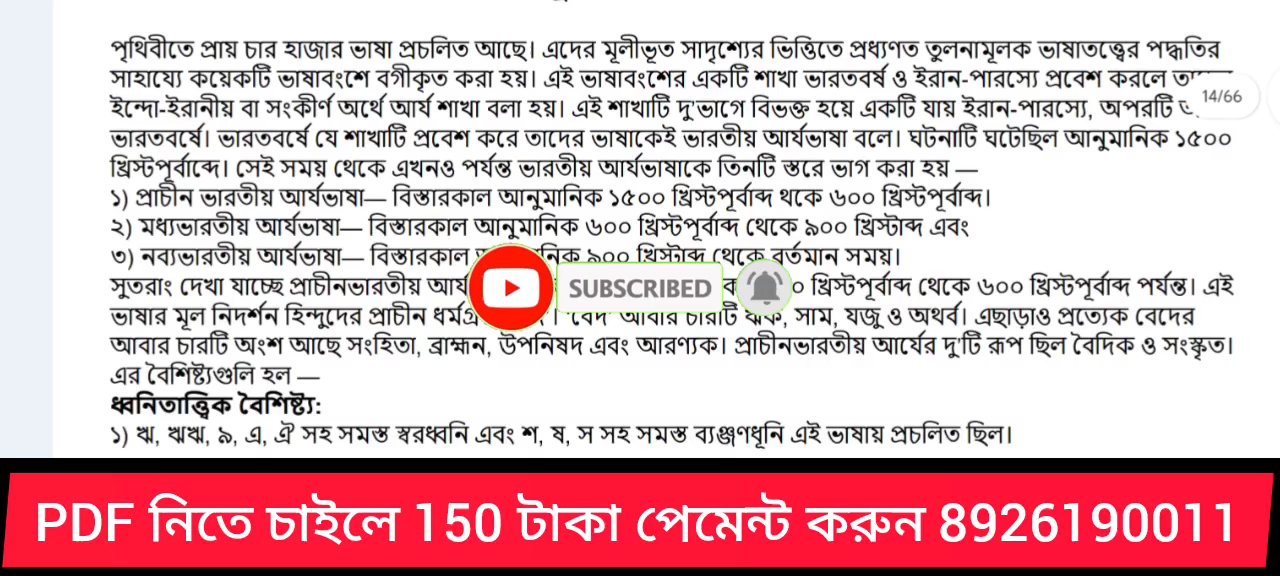 পৃথিবীতে প্রায় চার হাজার ভাষা প্রচলিত আছে। এদের মূলীভূত সাদৃশ্যের ভিত্তিতে প্রধ্যণত তুলনামূলক ভাষাতত্ত্বের পদ্ধতির
সাহায্যে কয়েকটি ভাষাবংশে বর্গীকৃত করা হয়। এই ভাষাবংশের একটি শাখা ভারতবর্ষ ও ইরান-পারস্যে প্রবেশ করলে
14/66
ইন্দো-ইরানীয় বা সংকীর্ণ অর্থে আর্য শাখা বলা হয়। এই শাখাটি দু'ভাগে বিভক্ত হয়ে একটি যায় ইরান-পারস্যে, অপরটি
ভারতবর্ষে। ভারতবর্ষে যে শাখাটি প্রবেশ করে তাদের ভাষাকেই ভারতীয় আর্যভাষা বলে। ঘটনাটি ঘটেছিল আনুমানিক ১৫০০
খ্রিস্টপূর্বাব্দে। সেই সময় থেকে এখনও পর্যন্ত ভারতীয় আর্যভাষাকে তিনটি স্তরে ভাগ করা হয় —
১) প্রাচীন ভারতীয় আর্যভাষা— বিস্তারকাল আনুমানিক ১৫০০ খ্রিস্টপূর্বাব্দ থকে ৬০০ খ্রিস্টপূর্বাব্দ।
২) মধ্যভারতীয় আর্যভাষা— বিস্তারকাল আনুমানিক ৬০০ খ্রিস্টপূর্বাব্দ থেকে ৯০০ খ্রিস্টাব্দ এবং
৩) নব্যভারতীয় আর্যভাষা— বিস্তারকাল ৯০০ খ্রিস্টাব্দ থেকে বর্তমান সময়।
SUBSCRIBED
সুতরাং দেখা যাচ্ছে প্রাচীনভারতীয় খ্রিস্টপূর্বাব্দ থেকে ৬০০ খ্রিস্টপূর্বাব্দ পর্যন্ত। এই
ভাষার মূল নিদর্শন হিন্দুদের প্রাচীন 'বেদ' আবার চারটি ঋক, সাম, যজু ও অথর্ব। এছাড়াও প্রত্যেক বেদের
আবার চারটি অংশ আছে সংহিতা, ব্রাহ্মন, উপনিষদ এবং আরণ্যক। প্রাচীনভারতীয় আর্যের দু'টি রূপ ছিল বৈদিক ও সংস্কৃত।
এর বৈশিষ্ট্যগুলি হল —
ধ্বনিতাত্ত্বিক বৈশিষ্ট্য:
১) ঋ, ঋঋ, ৯, এ, ঐ সহ সমস্ত স্বরধ্বনি এবং শ, ষ, স সহ সমস্ত ব্যঞ্জণধূনি এই ভাষায় প্রচলিত ছিল।
PDF নিতে চাইলে 150 টাকা পেমেন্ট করুন 8926190011